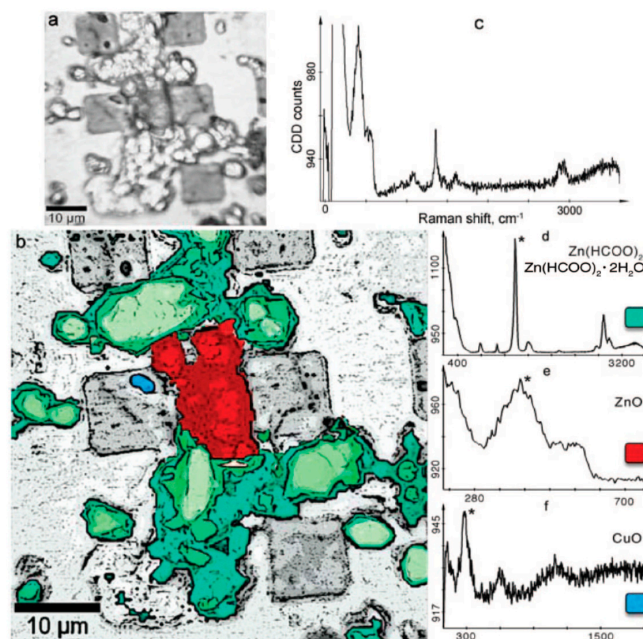 a
10 µm
c
CDD counts
980
940
0
3000
Raman shift, cm⁻¹
b
10 µm
d
*
Zn(HCOO)₂
Zn(HCOO)₂ · 2H₂O
1100
950
400
3200
e
*
ZnO
960
920
280
700
f
*
CuO
945
917
300
1500